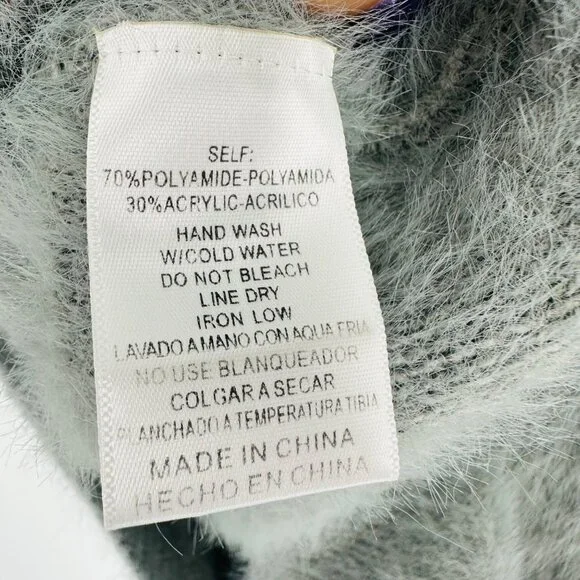 SELF:
70%POLYAMIDE-POLYAMIDA
30%ACRYLIC-ACRILICO
HAND WASH
W/COLD WATER
DO NOT BLEACH
LINE DRY
IRON LOW
LAVADO A MANO CON AQUA FRIA
NO USE BLANQUEADOR
COLGAR A SECAR
PLANCHADO A TEMPERATURA TIBIA
MADE IN CHINA
HECHO EN CHINA